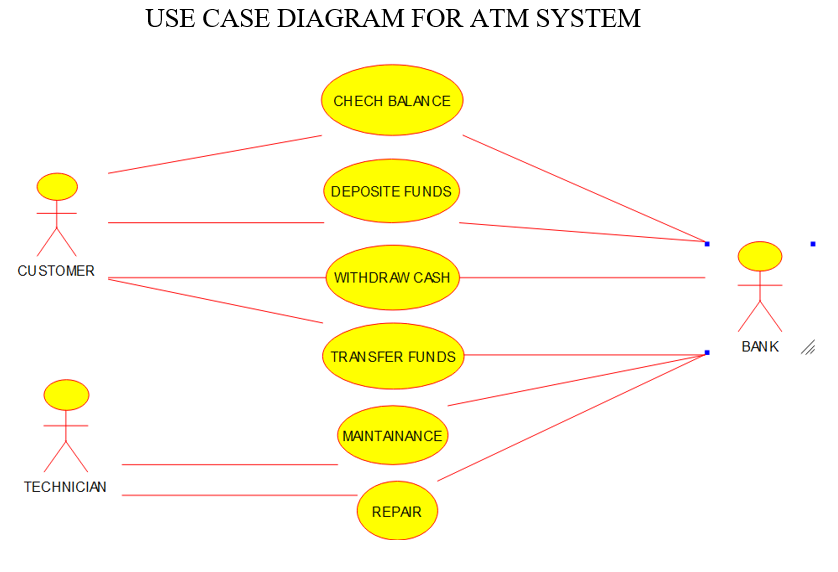 USE CASE DIAGRAM FOR ATM SYSTEM
CHECH BALANCE
DEPOSITE FUNDS
CUSTOMER
WITHDRAW CASH
BANK
TRANSFER FUNDS
MAINTAINANCE
TECHNICIAN
REPAIR